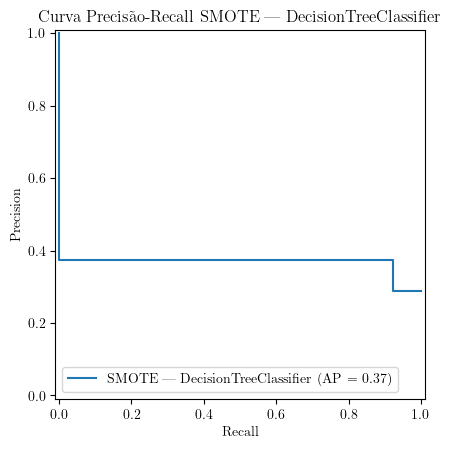 Curva Precisão-Recall SMOTE — DecisionTreeClassifier
1.0
0.8
0.6
0.4
0.2
0.0
Precision
SMOTE — DecisionTreeClassifier (AP = 0.37)
0.0 0.2 0.4 0.6 0.8 1.0
Recall